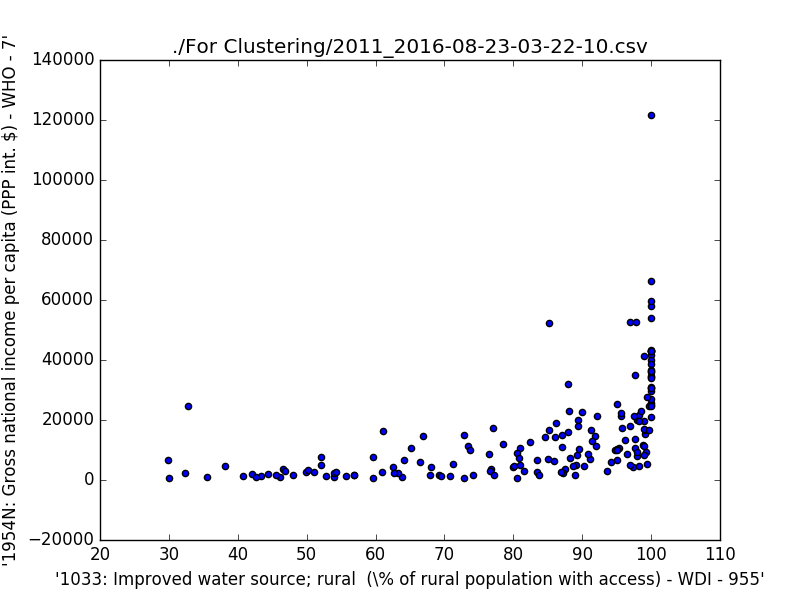 ./For Clustering/2011_2016-08-23-03-22-10.csv
'1954N: Gross national income per capita (PPP int. $) - WHO - 7'
140000
120000
100000
80000
60000
40000
20000
0
−20000
20 30 40 50 60 70 80 90 100 110
'1033: Improved water source; rural  (\% of rural population with access) - WDI - 955'